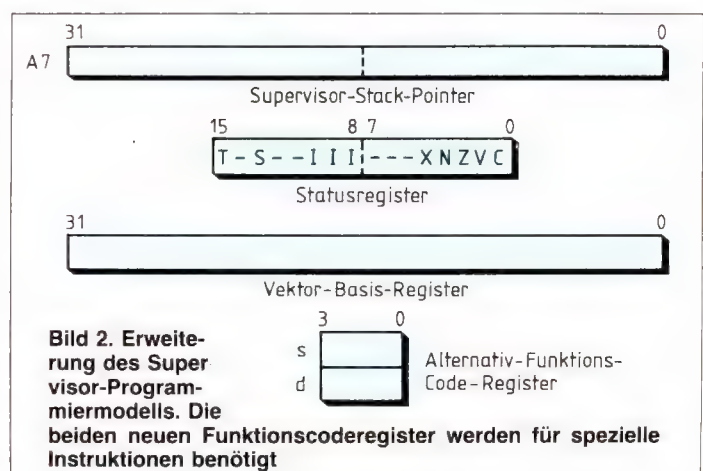 31 0
A7
Supervisor-Stack-Pointer
15 8 7 0
T - S - - I I I - - - X N Z V C
Statusregister
31 0
Vektor-Basis-Register
3 0
s
d
Alternativ-Funktions-
Code-Register
Bild 2. Erweite-
rung des Super
visor-Program-
miermodells. Die
beiden neuen Funktionscoderegister werden für spezielle
Instruktionen benötigt